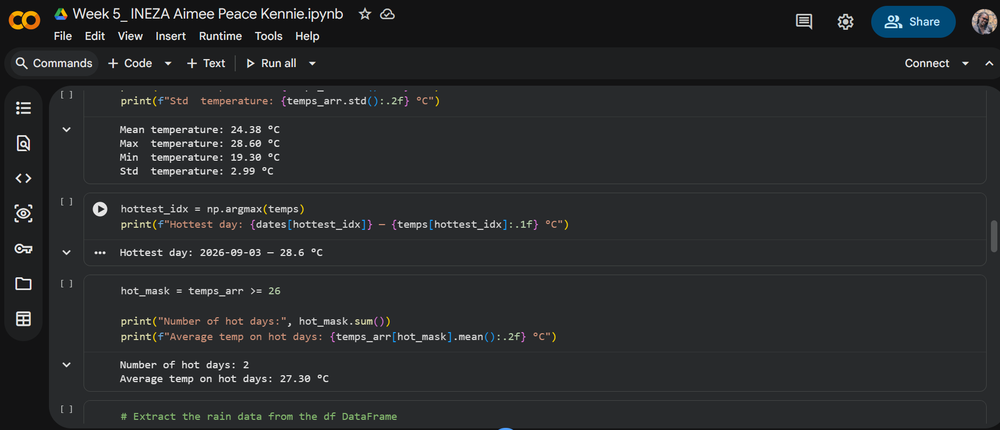 Week 5_ INEZA Aimee Peace Kennie.ipynb
File Edit View Insert Runtime Tools Help
Share
Commands + Code + Text Run all Connect
[ ]
print(f"Std  temperature: {temps_arr.std():.2f} °C")
Mean temperature: 24.38 °C
Max  temperature: 28.60 °C
Min  temperature: 19.30 °C
Std  temperature: 2.99 °C
[ ]
hottest_idx = np.argmax(temps)
print(f"Hottest day: {dates[hottest_idx]} — {temps[hottest_idx]:.1f} °C")
Hottest day: 2026-09-03 — 28.6 °C
[ ]
hot_mask = temps_arr >= 26
print("Number of hot days:", hot_mask.sum())
print(f"Average temp on hot days: {temps_arr[hot_mask].mean():.2f} °C")
Number of hot days: 2
Average temp on hot days: 27.30 °C
[ ]
# Extract the rain data from the df DataFrame